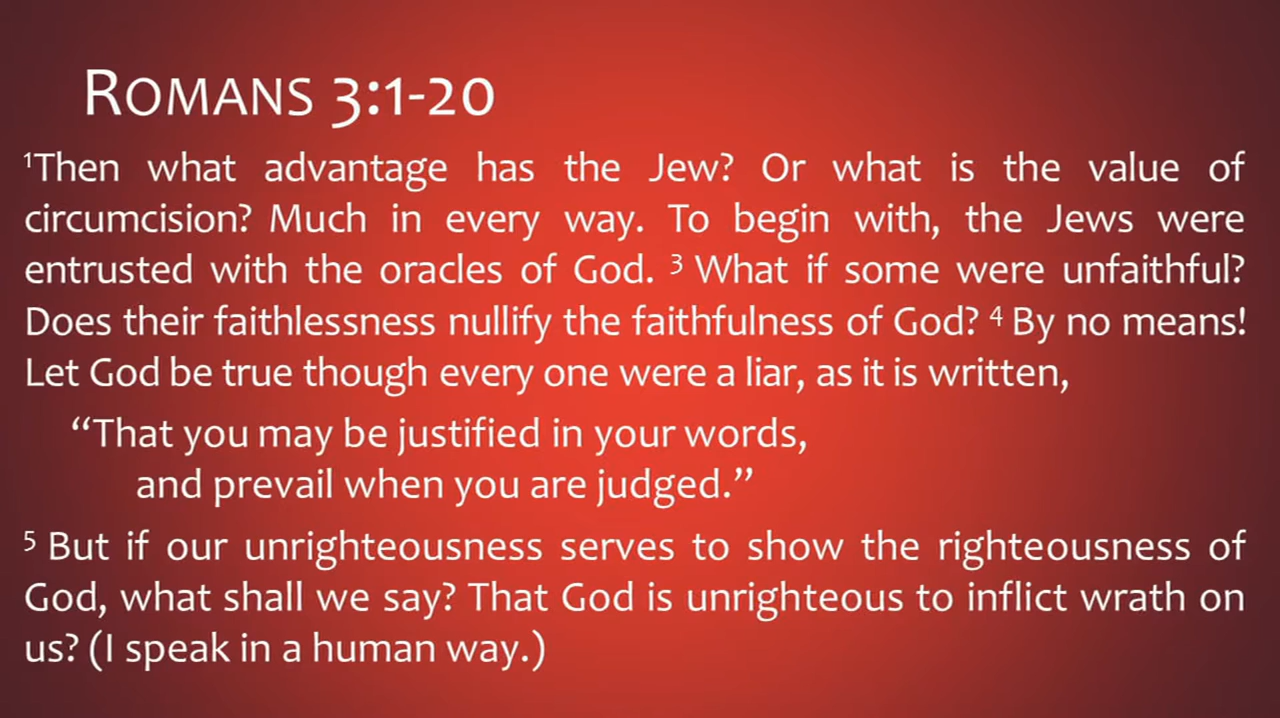 ROMANS 3:1-20
¹Then what advantage has the Jew? Or what is the value of
circumcision? Much in every way. To begin with, the Jews were
entrusted with the oracles of God. ³ What if some were unfaithful?
Does their faithlessness nullify the faithfulness of God? ⁴ By no means!
Let God be true though every one were a liar, as it is written,
“That you may be justified in your words,
and prevail when you are judged.”
⁵ But if our unrighteousness serves to show the righteousness of
God, what shall we say? That God is unrighteous to inflict wrath on
us? (I speak in a human way.)